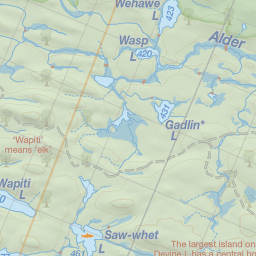 Wehawe
L
423
Wasp
L
420
Alder
431
Gadlin*
L
'Wapiti'
means 'elk'
Wapiti
L
Saw-whet
L
461
The largest island on
Devine L has a central bo